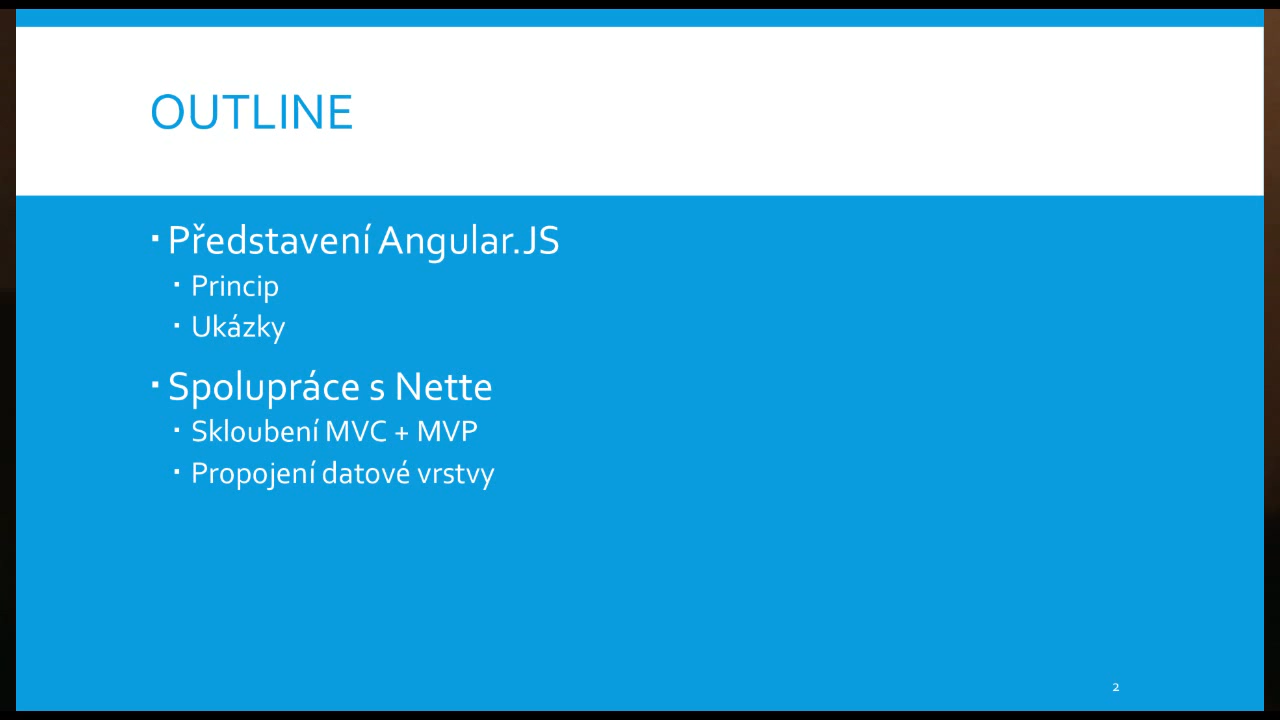 OUTLINE
▪ Představení Angular.JS
▪ Princip
▪ Ukázky
▪ Spolupráce s Nette
▪ Skloubení MVC + MVP
▪ Propojení datové vrstvy
2